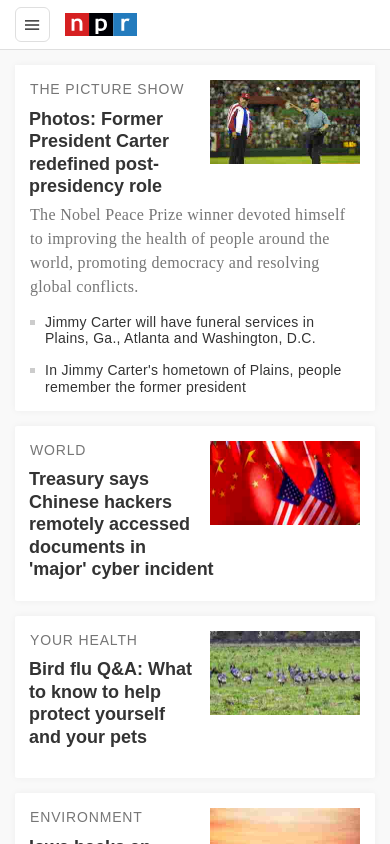 npr
THE PICTURE SHOW
Photos: Former
President Carter
redefined post-
presidency role
The Nobel Peace Prize winner devoted himself
to improving the health of people around the
world, promoting democracy and resolving
global conflicts.
Jimmy Carter will have funeral services in
Plains, Ga., Atlanta and Washington, D.C.
In Jimmy Carter's hometown of Plains, people
remember the former president
WORLD
Treasury says
Chinese hackers
remotely accessed
documents in
'major' cyber incident
YOUR HEALTH
Bird flu Q&A: What
to know to help
protect yourself
and your pets
ENVIRONMENT